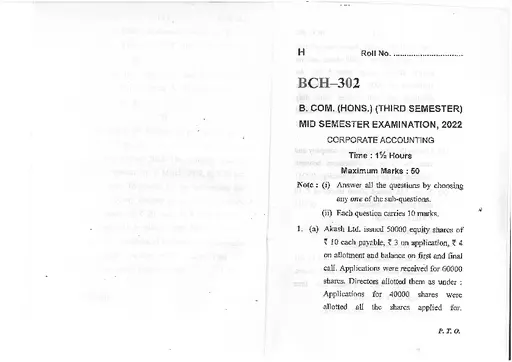 H Roll No. ..............................
BCH–302
B. COM. (HONS.) (THIRD SEMESTER)
MID SEMESTER EXAMINATION, 2022
CORPORATE ACCOUNTING
Time : 1½ Hours
Maximum Marks : 50
Note : (i) Answer all the questions by choosing
any one of the sub-questions.
(ii) Each question carries 10 marks.
1. (a) Akash Ltd. issued 50000 equity shares of
₹ 10 each payable, ₹ 3 on application, ₹ 4
on allotment and balance on first and final
call. Applications were received for 60000
shares. Directors allotted them as under :
Applications for 40000 shares were
allotted all the shares applied for.
P. T. O.